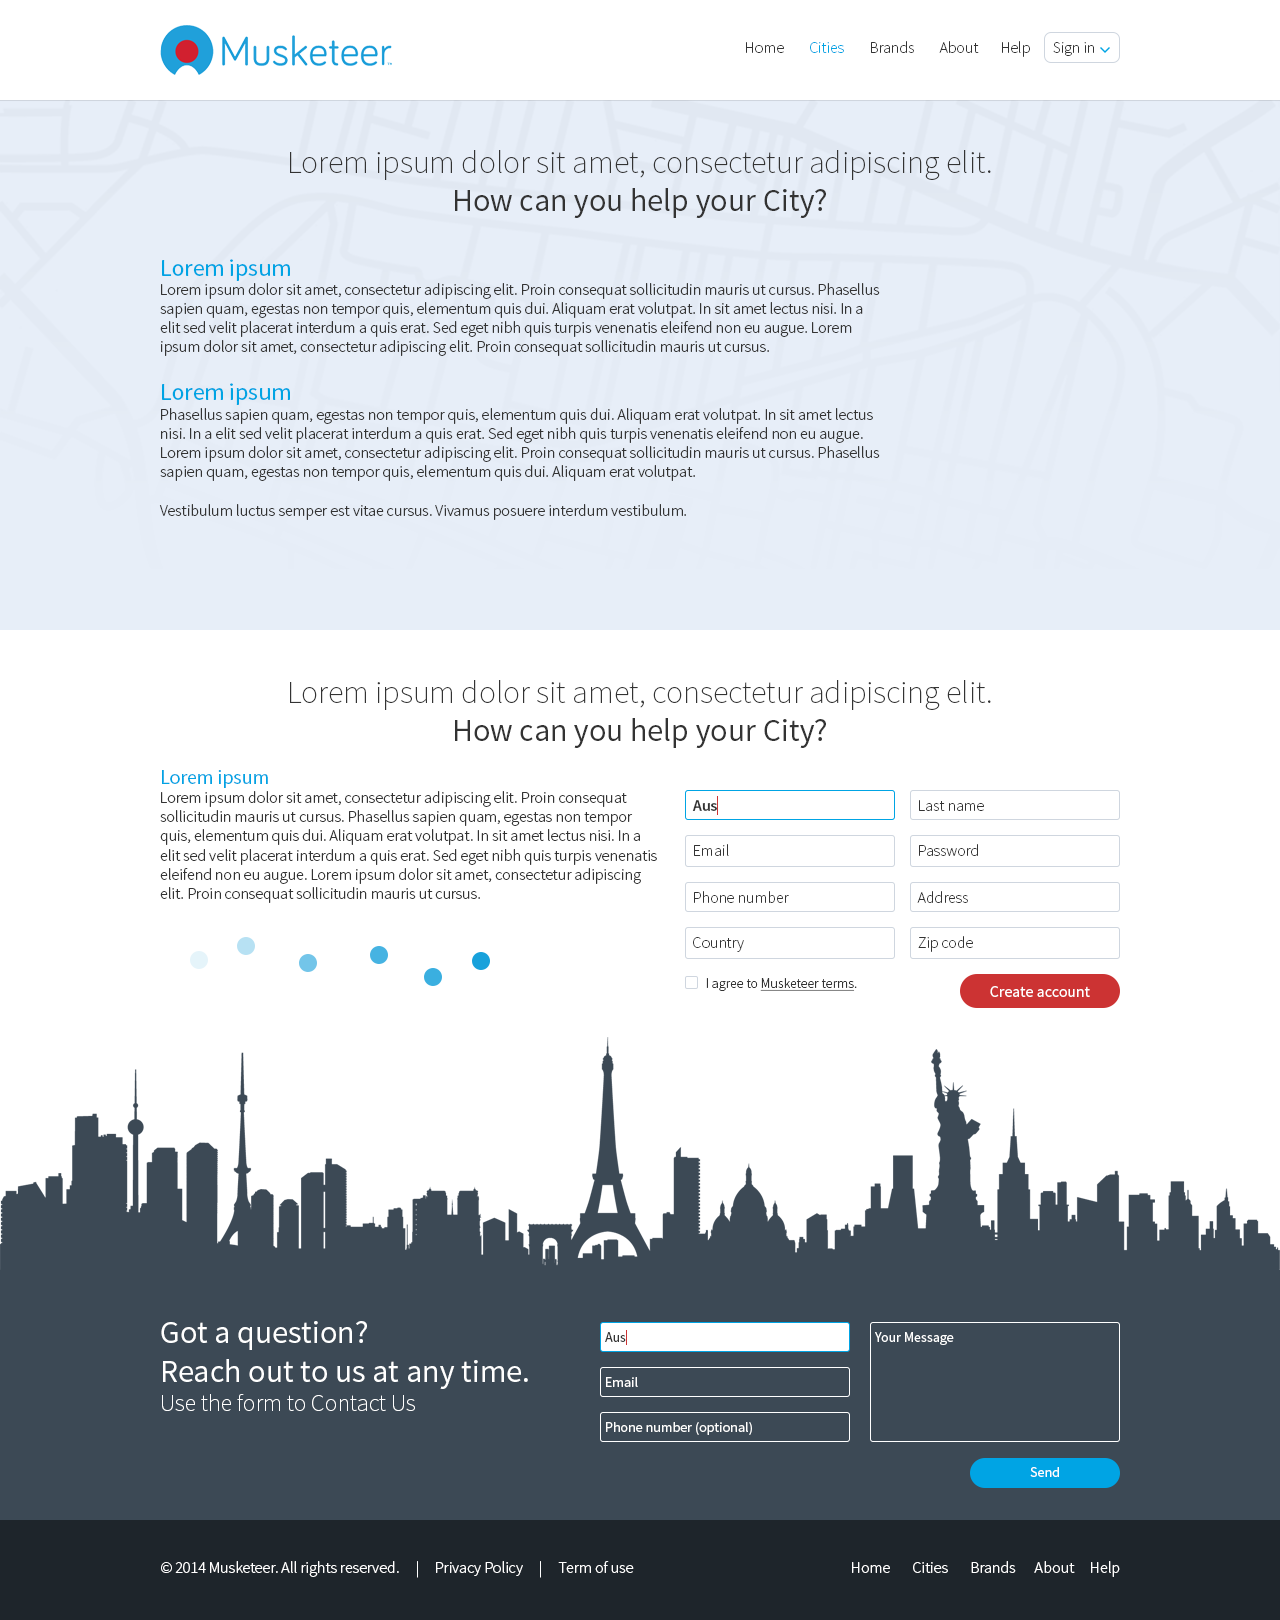 Musketeer
Home Cities Brands About Help Sign in
Lorem ipsum dolor sit amet, consectetur adipiscing elit.
How can you help your City?
Lorem ipsum
Lorem ipsum dolor sit amet, consectetur adipiscing elit. Proin consequat sollicitudin mauris ut cursus. Phasellus
sapien quam, egestas non tempor quis, elementum quis dui. Aliquam erat volutpat. In sit amet lectus nisi. In a
elit sed velit placerat interdum a quis erat. Sed eget nibh quis turpis venenatis eleifend non eu augue. Lorem
ipsum dolor sit amet, consectetur adipiscing elit. Proin consequat sollicitudin mauris ut cursus.
Lorem ipsum
Phasellus sapien quam, egestas non tempor quis, elementum quis dui. Aliquam erat volutpat. In sit amet lectus
nisi. In a elit sed velit placerat interdum a quis erat. Sed eget nibh quis turpis venenatis eleifend non eu augue.
Lorem ipsum dolor sit amet, consectetur adipiscing elit. Proin consequat sollicitudin mauris ut cursus. Phasellus
sapien quam, egestas non tempor quis, elementum quis dui. Aliquam erat volutpat.
Vestibulum luctus semper est vitae cursus. Vivamus posuere interdum vestibulum.
Lorem ipsum dolor sit amet, consectetur adipiscing elit.
How can you help your City?
Lorem ipsum
Lorem ipsum dolor sit amet, consectetur adipiscing elit. Proin consequat
sollicitudin mauris ut cursus. Phasellus sapien quam, egestas non tempor
quis, elementum quis dui. Aliquam erat volutpat. In sit amet lectus nisi. In a
elit sed velit placerat interdum a quis erat. Sed eget nibh quis turpis venenatis
eleifend non eu augue. Lorem ipsum dolor sit amet, consectetur adipiscing
elit. Proin consequat sollicitudin mauris ut cursus.
Aus Last name
Email Password
Phone number Address
Country Zip code
I agree to Musketeer terms.
Create account
Got a question?
Reach out to us at any time.
Use the form to Contact Us
Aus
Email
Phone number (optional)
Your Message
Send
© 2014 Musketeer. All rights reserved. | Privacy Policy | Term of use
Home Cities Brands About Help